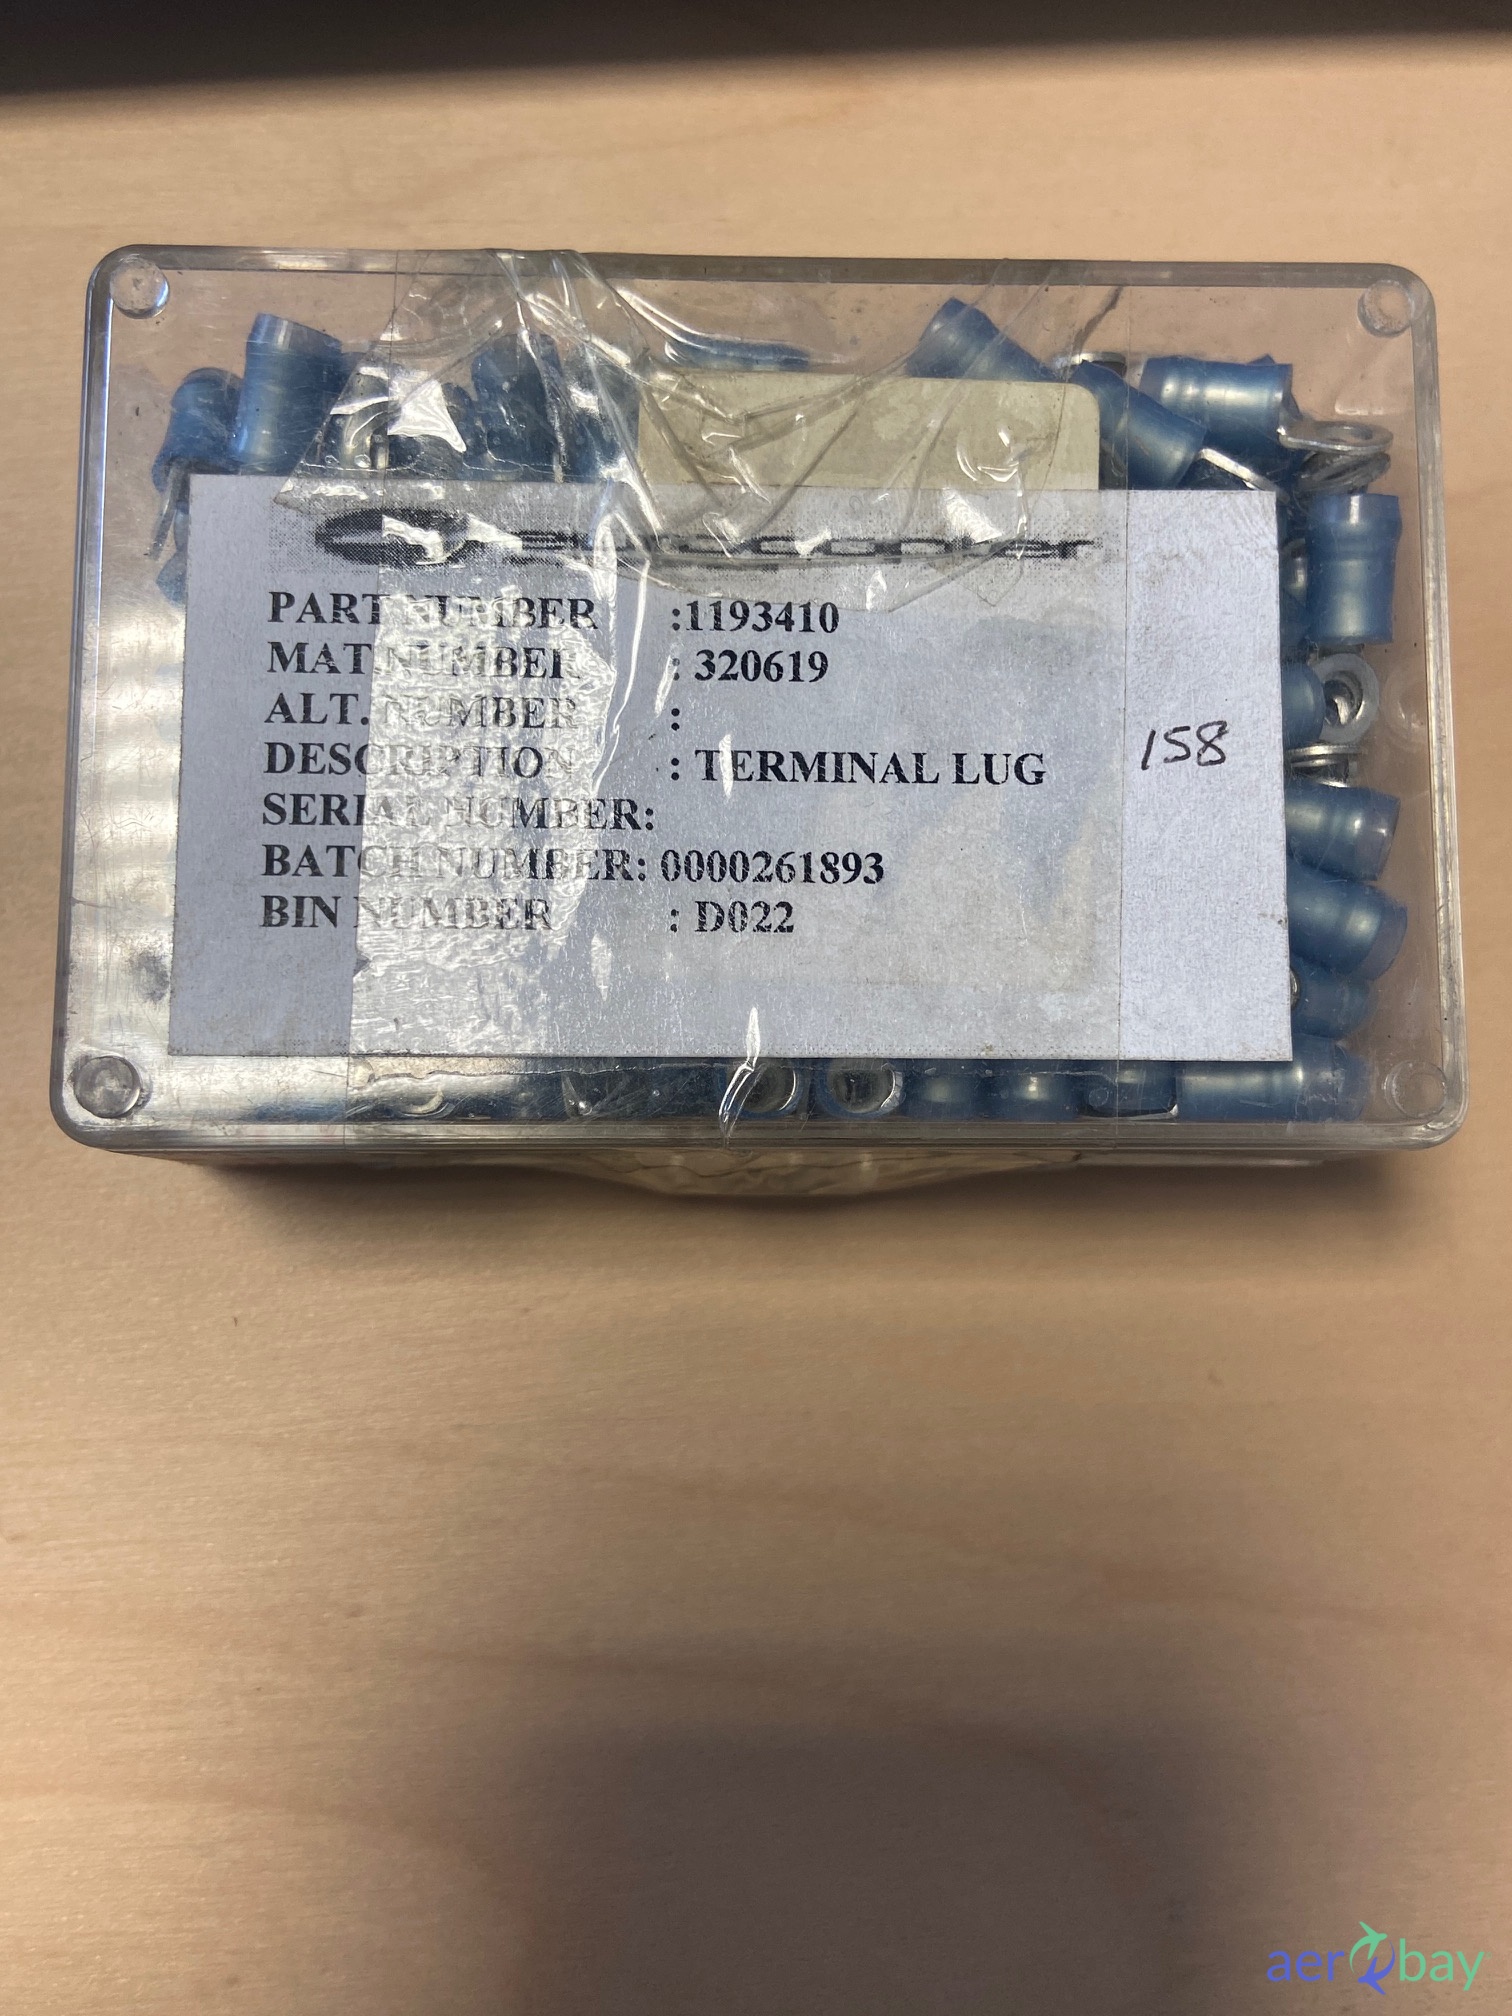 eurocopter
PART NUMBER :1193410
MAT NUMBER : 320619
ALT. NUMBER :
DESCRIPTION : TERMINAL LUG
158
SERIAL NUMBER:
BATCH NUMBER: 0000261893
BIN NUMBER : D022
aerobay